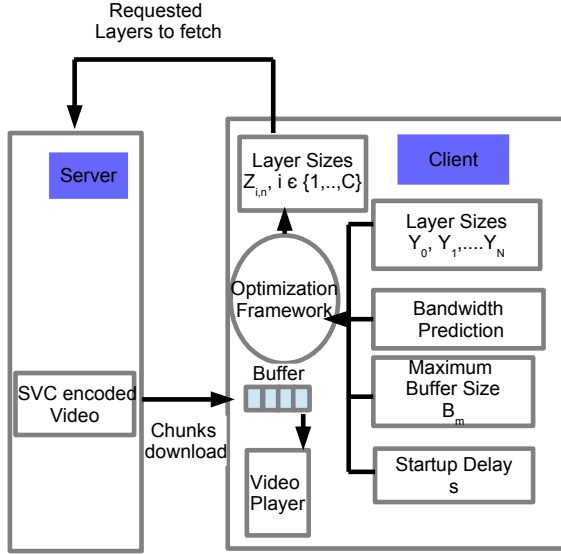 Requested
Layers to fetch
Server
Client
Layer Sizes
Z_{i,n}, i є {1,..,C}
Layer Sizes
Y_0, Y_1,....Y_N
Optimization
Framework
Bandwidth
Prediction
Buffer
Maximum
Buffer Size
B_m
SVC encoded
Video
Chunks
download
Video
Player
Startup Delay
s